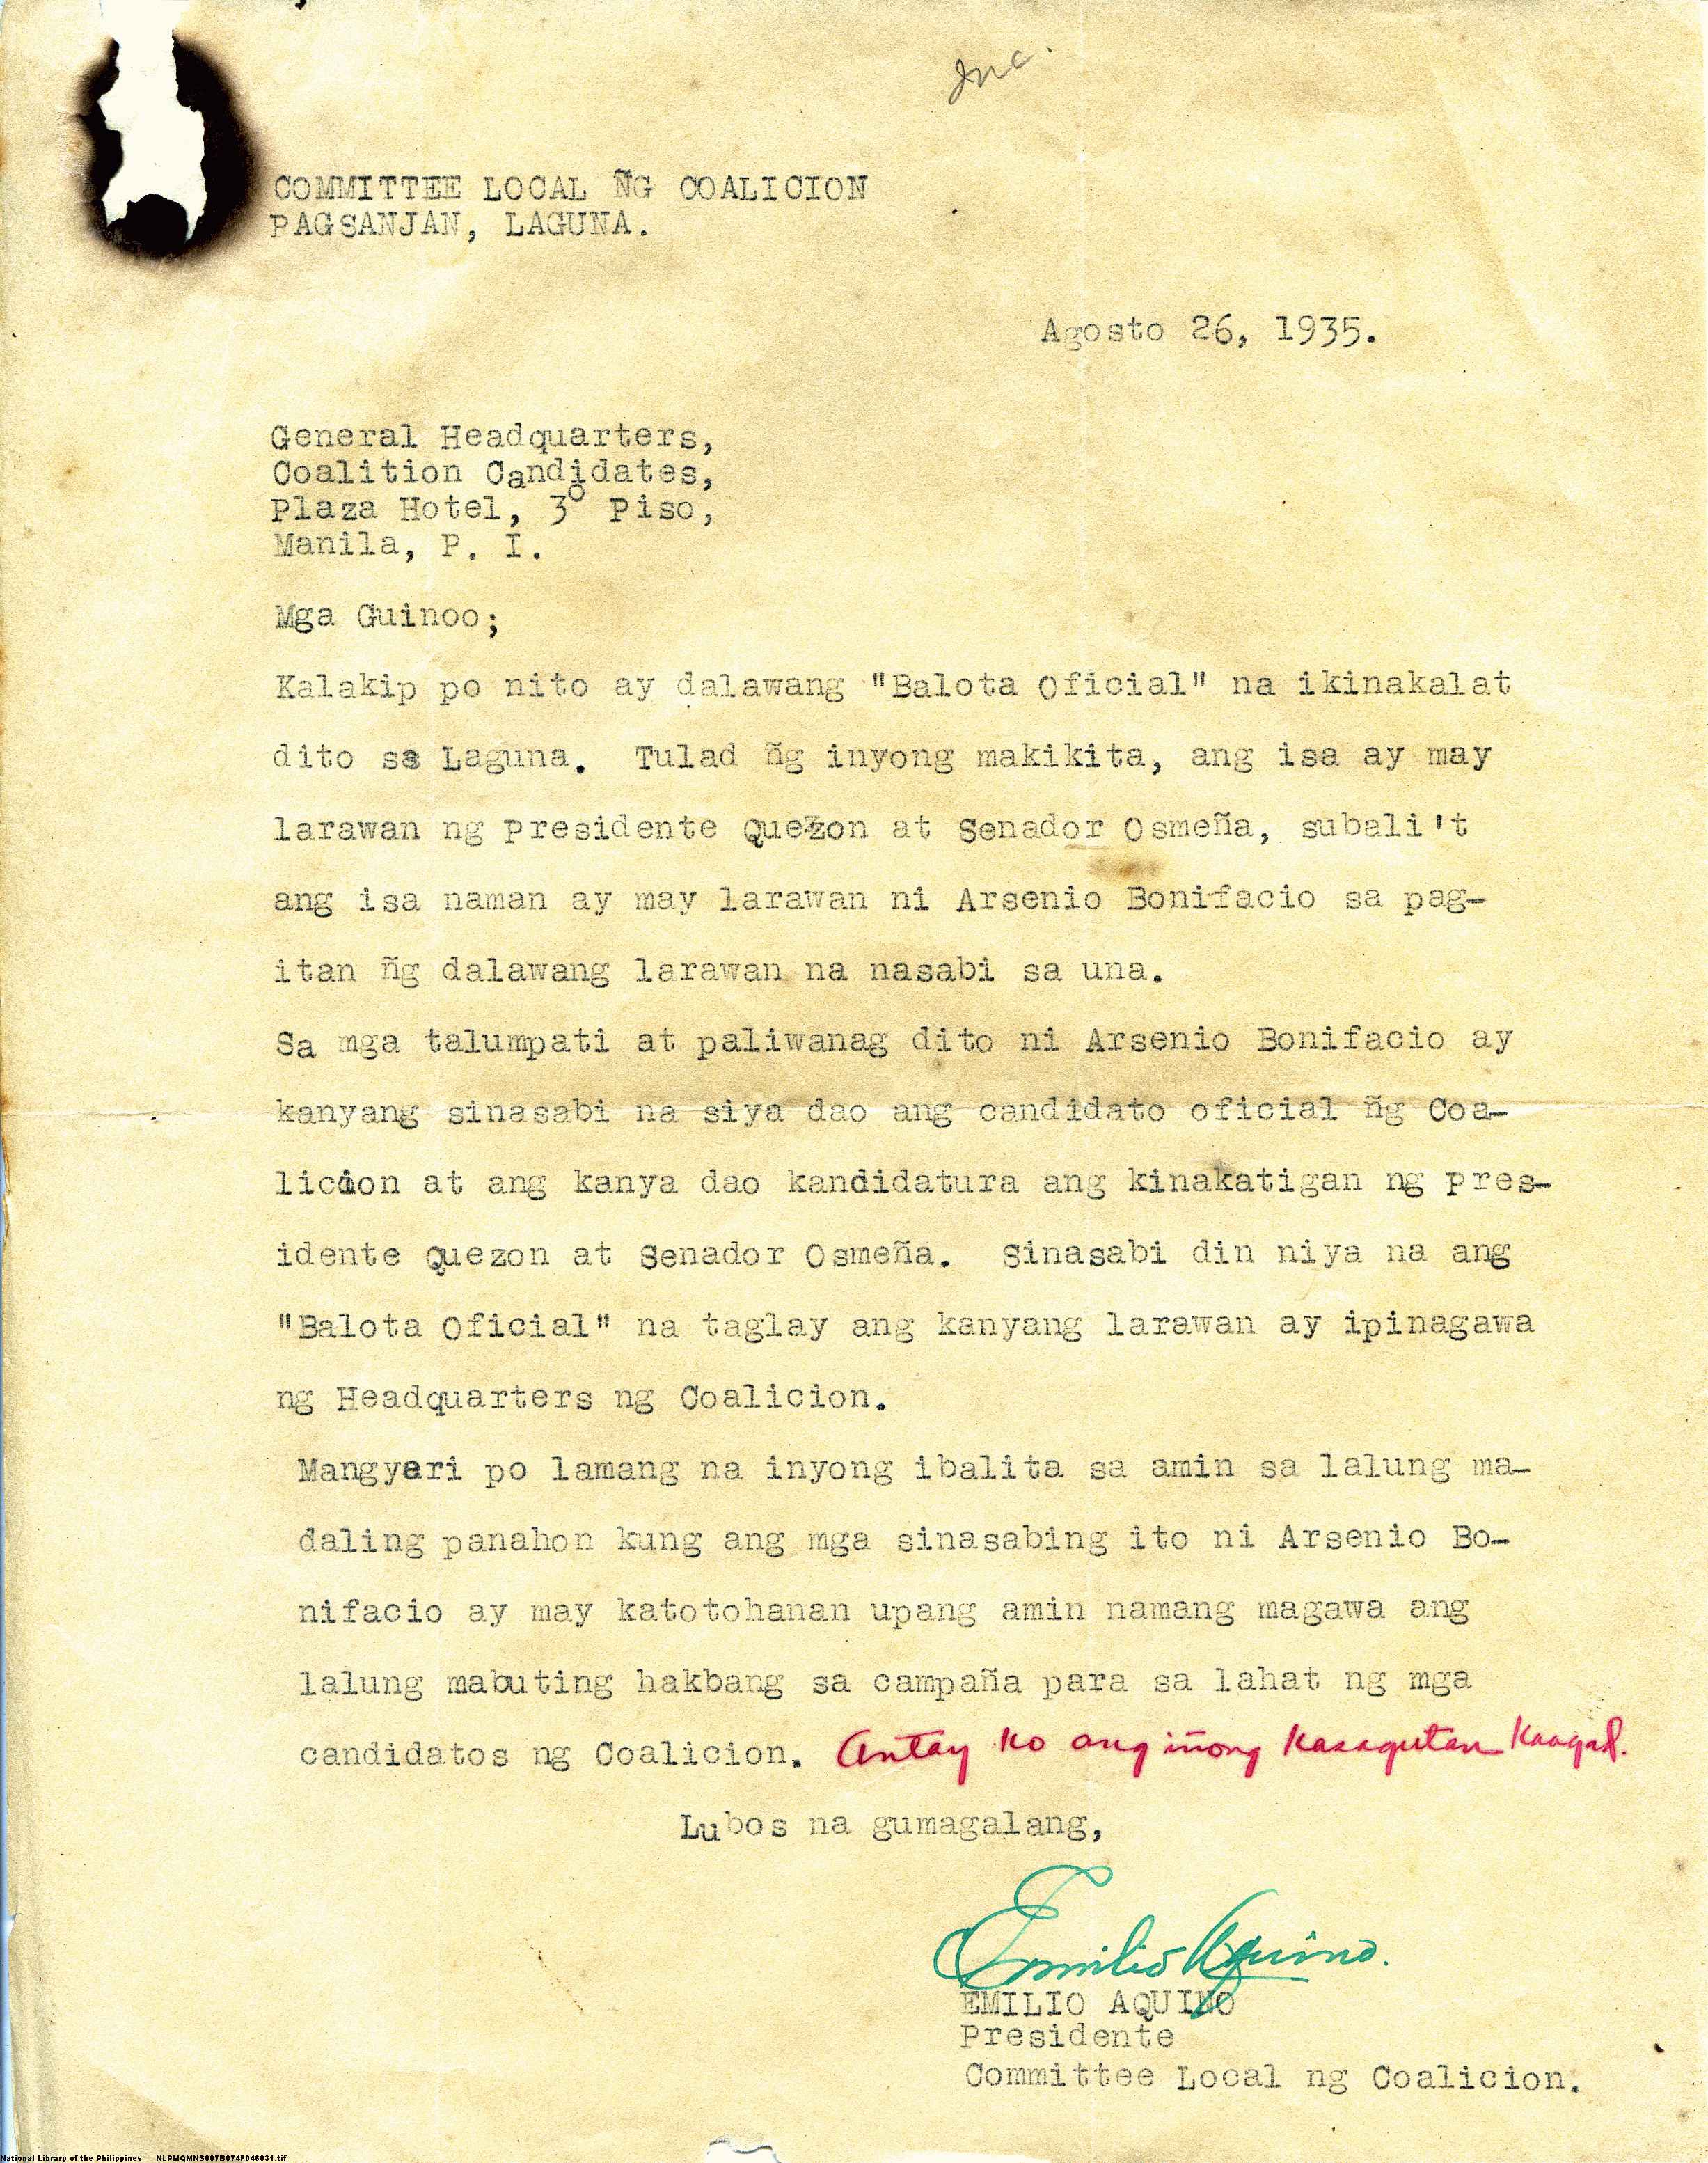 Inc.
COMMITTEE LOCAL ÑG COALICION
PAGSANJAN, LAGUNA.
Agosto 26, 1935.
General Headquarters,
Coalition Candidates,
Plaza Hotel, 3º Piso,
Manila, P. I.
Mga Guinoo;
Kalakip po nito ay dalawang "Balota Oficial" na ikinakalat
dito sa Laguna. Tulad ñg inyong makikita, ang isa ay may
larawan ng Presidente Quezon at Senador Osmeña, subali't
ang isa naman ay may larawan ni Arsenio Bonifacio sa pag-
itan ñg dalawang larawan na nasabi sa una.
Sa mga talumpati at paliwanag dito ni Arsenio Bonifacio ay
kanyang sinasabi na siya dao ang candidato oficial ñg Coa-
licion at ang kanya dao kandidatura ang kinakatigan ng Pres-
idente Quezon at Senador Osmeña. Sinasabi din niya na ang
"Balota Oficial" na taglay ang kanyang larawan ay ipinagawa
ng Headquarters ng Coalicion.
Mangyari po lamang na inyong ibalita sa amin sa lalung ma-
daling panahon kung ang mga sinasabing ito ni Arsenio Bo-
nifacio ay may katotohanan upang amin namang magawa ang
lalung mabuting hakbang sa campaña para sa lahat ng mga
candidatos ng Coalicion. Antay ko ang iñong kasagutan kaagad.
Lubos na gumagalang,
Emilio Aquino.
EMILIO AQUINO
Presidente
Committee Local ng Coalicion.
National Library of the Philippines NLPMQMNS007B074F046031.tif